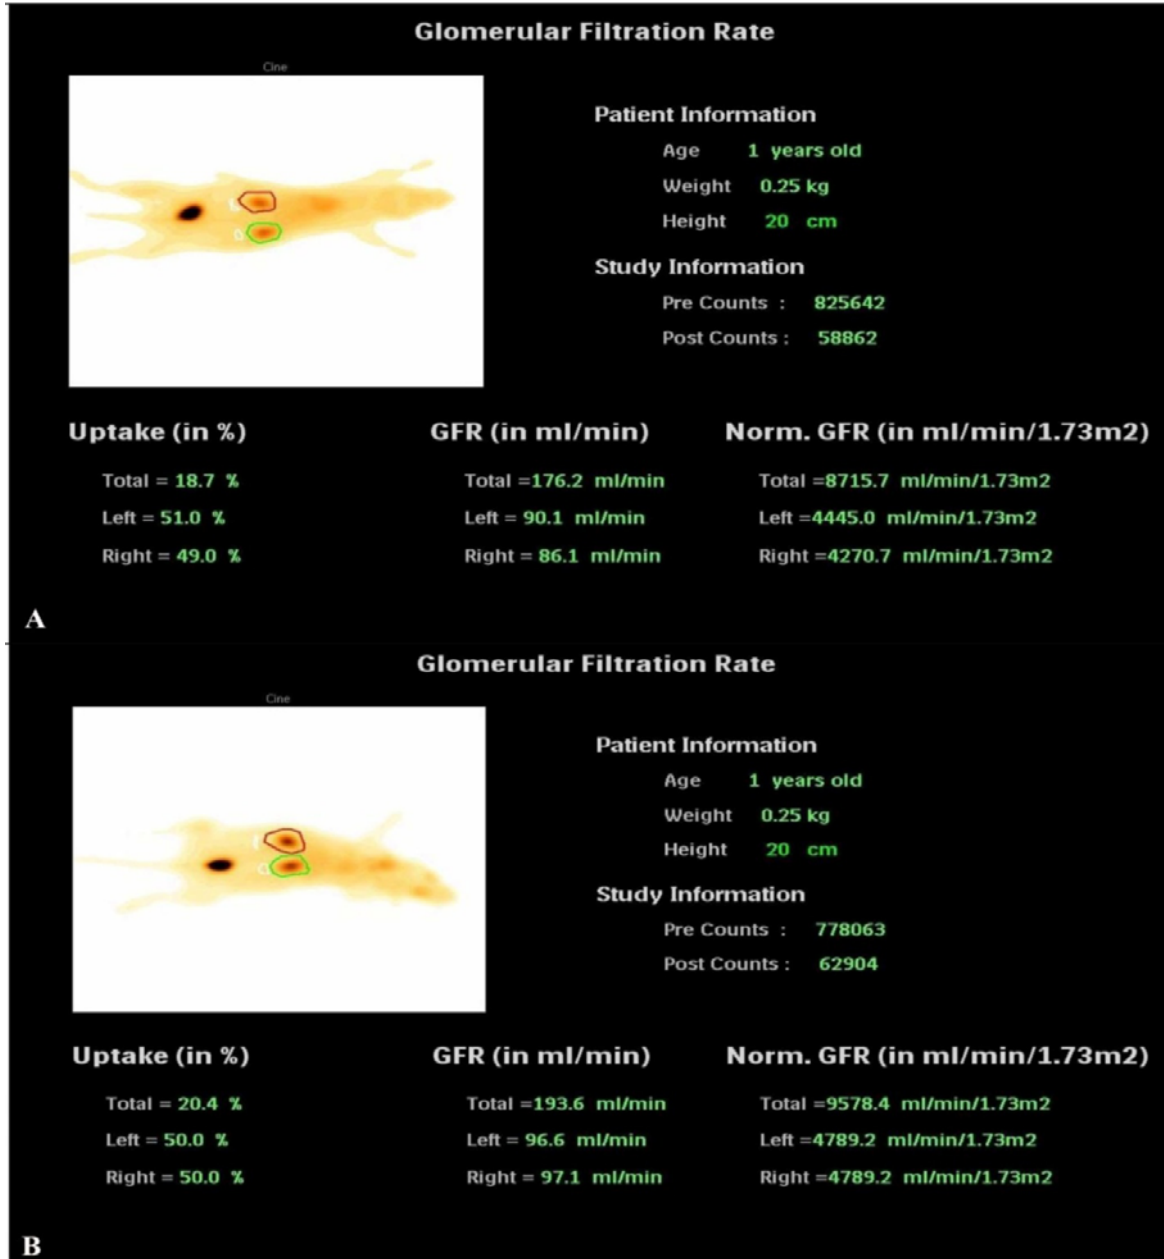 Glomerular Filtration Rate
Cine
Patient Information
Age 1 years old
Weight 0.25 kg
Height 20 cm
Study Information
Pre Counts : 825642
Post Counts : 58862
Uptake (in %) GFR (in ml/min) Norm. GFR (in ml/min/1.73m2)
Total = 18.7 % Total =176.2 ml/min Total =8715.7 ml/min/1.73m2
Left = 51.0 % Left = 90.1 ml/min Left =4445.0 ml/min/1.73m2
Right = 49.0 % Right = 86.1 ml/min Right =4270.7 ml/min/1.73m2
A
Glomerular Filtration Rate
Cine
Patient Information
Age 1 years old
Weight 0.25 kg
Height 20 cm
Study Information
Pre Counts : 778063
Post Counts : 62904
Uptake (in %) GFR (in ml/min) Norm. GFR (in ml/min/1.73m2)
Total = 20.4 % Total =193.6 ml/min Total =9578.4 ml/min/1.73m2
Left = 50.0 % Left = 96.6 ml/min Left =4789.2 ml/min/1.73m2
Right = 50.0 % Right = 97.1 ml/min Right =4789.2 ml/min/1.73m2
B